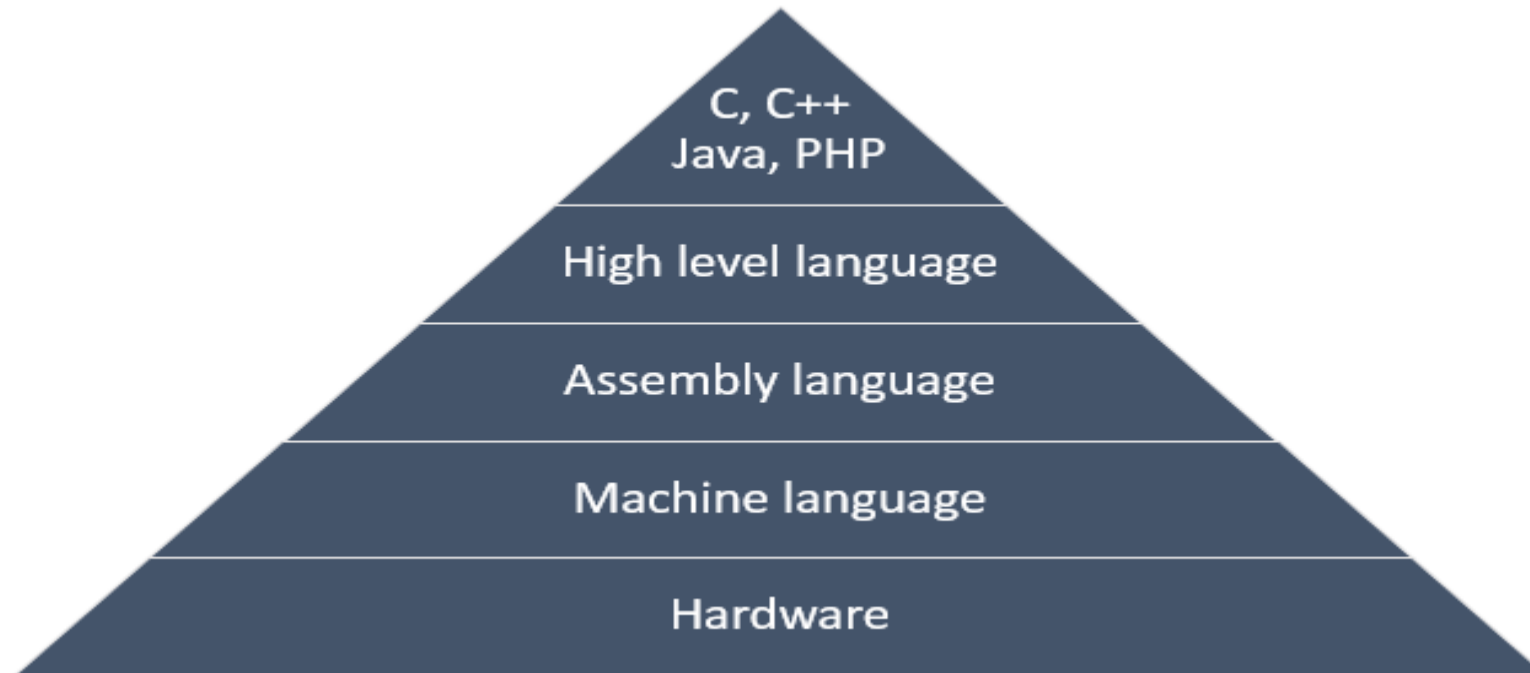 C, C++
Java, PHP
High level language
Assembly language
Machine language
Hardware